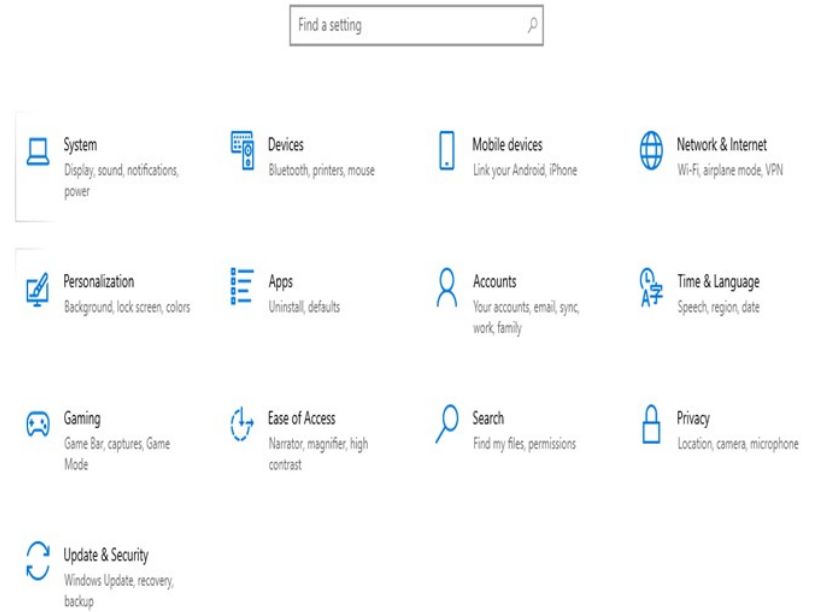 Find a setting
System
Display, sound, notifications,
power
Devices
Bluetooth, printers, mouse
Mobile devices
Link your Android, iPhone
Network & Internet
Wi-Fi, airplane mode, VPN
Personalization
Background, lock screen, colors
Apps
Uninstall, defaults
Accounts
Your accounts, email, sync,
work, family
Time & Language
Speech, region, date
Gaming
Game Bar, captures, Game
Mode
Ease of Access
Narrator, magnifier, high
contrast
Search
Find my files, permissions
Privacy
Location, camera, microphone
Update & Security
Windows Update, recovery,
backup